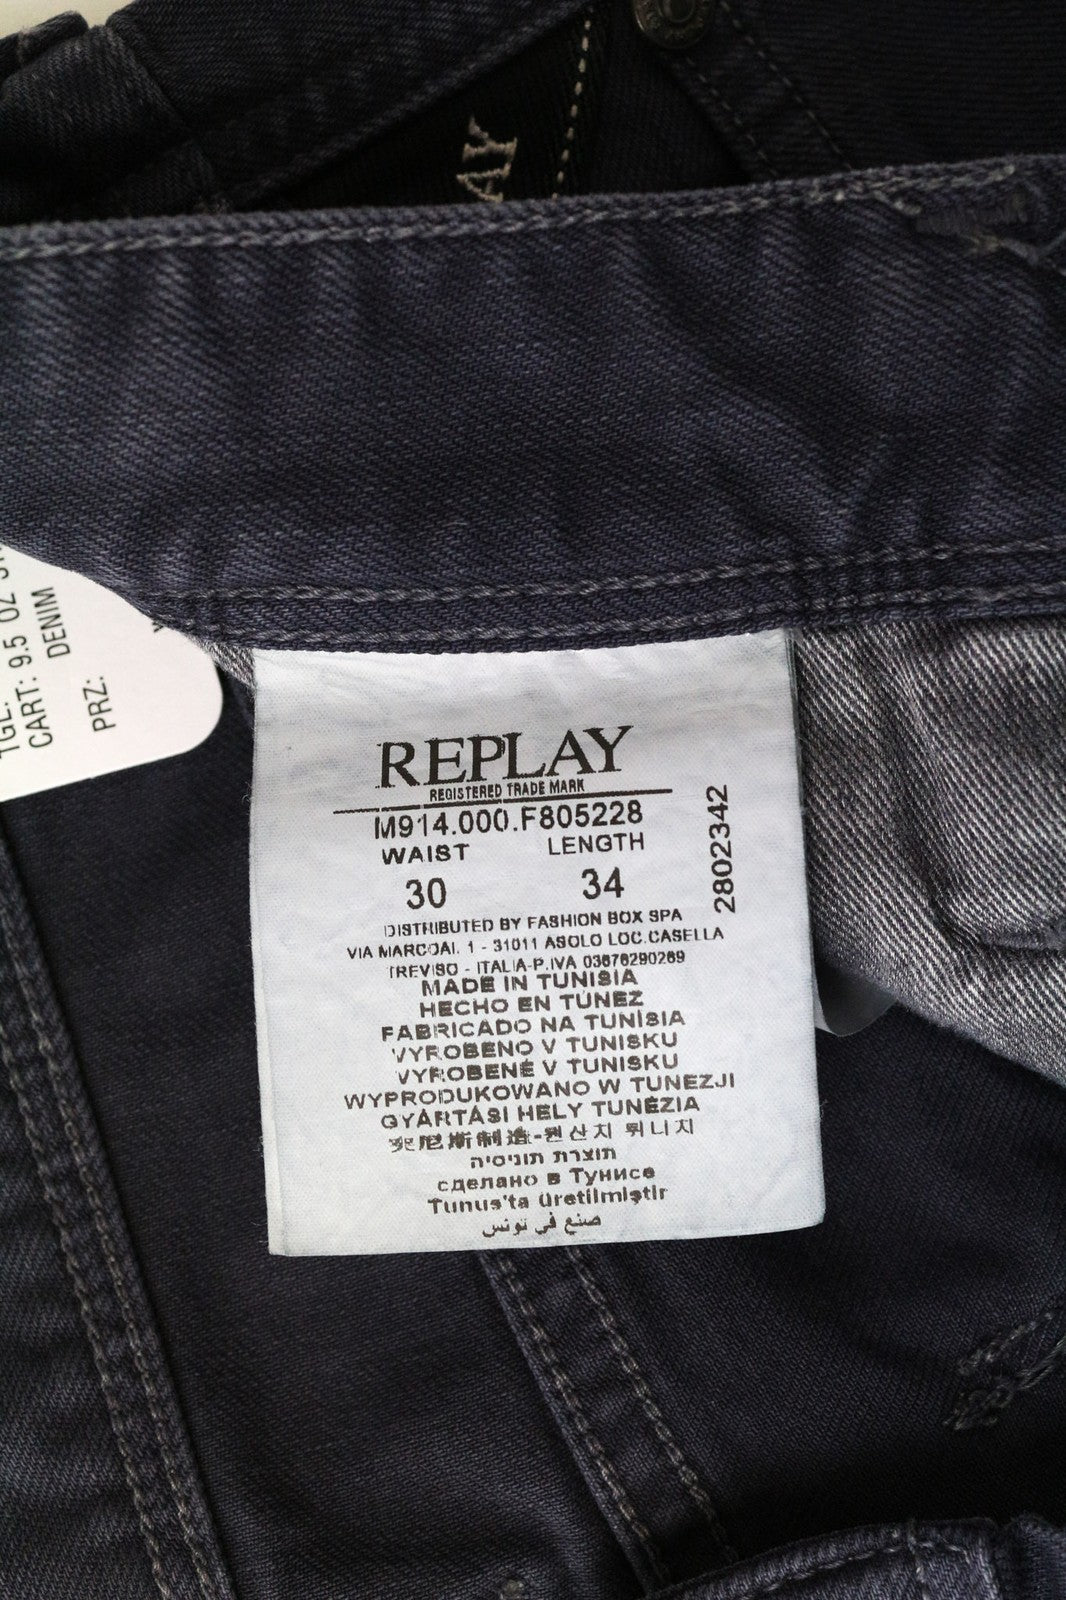 AY
CART: 9.5 OZ
DENIM
PRZ:
REPLAY
REGISTERED TRADE MARK
M914.000.F805228
WAIST LENGTH
30 34
2802342
DISTRIBUTED BY FASHION BOX SPA
VIA MARCOAI. 1 - 31011 ASOLO LOC.CASELLA
TREVISO - ITALIA-P.IVA 03676290269
MADE IN TUNISIA
HECHO EN TÚNEZ
FABRICADO NA TUNÍSIA
VYROBENO V TUNISKU
VYROBENÉ V TUNISKU
WYPRODUKOWANO W TUNEZJI
GYÁRTÁSI HELY TUNÉZIA
突尼斯制造-원산지 튀니지
תוצרת תוניסיה
сделано в Тунисе
Tunus'ta üretilmiştir
صنع في تونس